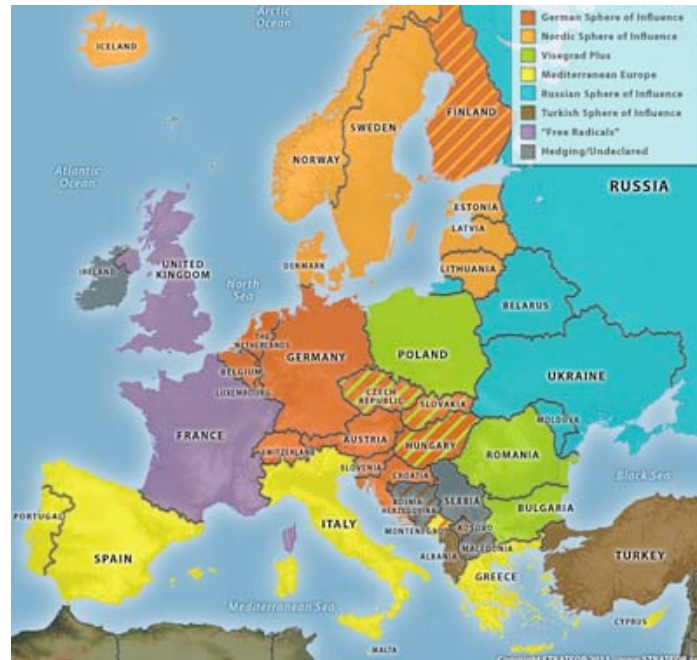 Arctic
Ocean
German Sphere of Influence
Nordic Sphere of Influence
Visegrad Plus
Mediterranean Europe
Russian Sphere of Influence
Turkish Sphere of Influence
"Free Radicals"
Hedging/Undeclared
ICELAND
FINLAND
SWEDEN
NORWAY
Atlantic
Ocean
RUSSIA
ESTONIA
LATVIA
LITHUANIA
DENMARK
IRELAND
UNITED
KINGDOM
North
Sea
BELARUS
THE
NETHERLANDS
GERMANY
POLAND
BELGIUM
LUXEMBOURG
CZECH
REPUBLIC
SLOVAKIA
UKRAINE
MOLDOVA
FRANCE
SWITZERLAND
AUSTRIA
HUNGARY
ROMANIA
SLOVENIA
CROATIA
BOSNIA
HERZEGOVINA
SERBIA
Black Sea
PORTUGAL
SPAIN
ITALY
MONTENEGRO
KOSOVO
BULGARIA
ALBANIA
MACEDONIA
GREECE
TURKEY
Mediterranean Sea
MALTA
CYPRUS
Copyright STRATFOR